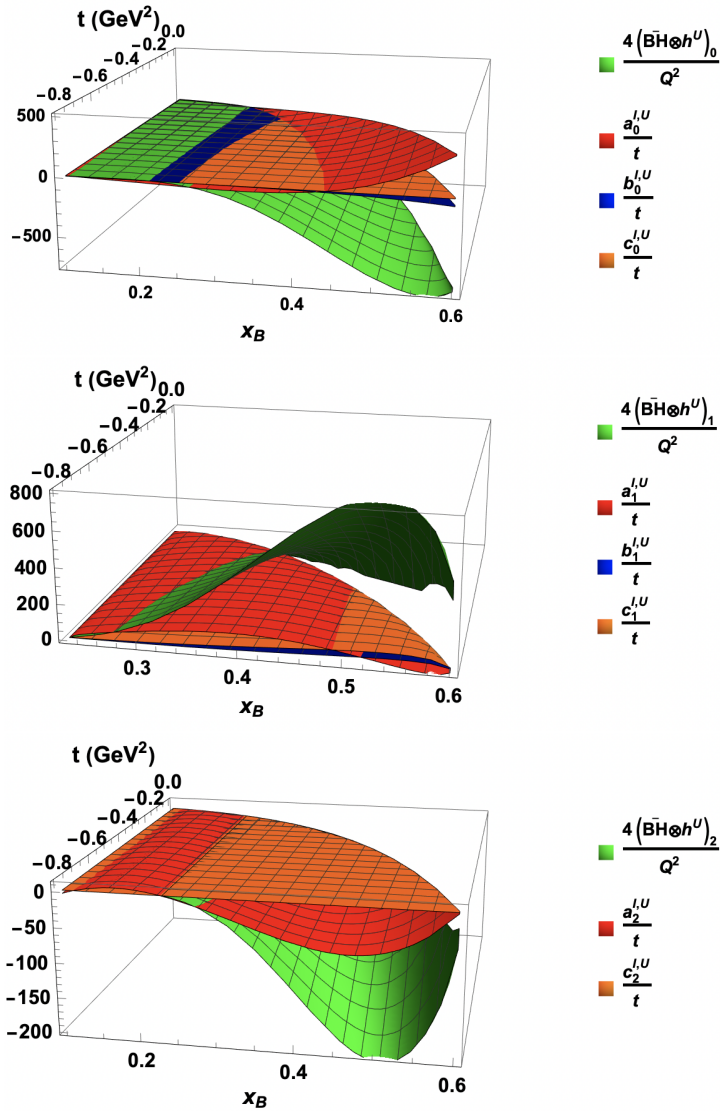 t (GeV²)
0.0
−0.2
−0.4
−0.6
−0.8
500
0
−500
0.2
0.4
0.6
x_B
4 (B̄H⊗h^U)_0 / Q²
a_0^{I,U} / t
b_0^{I,U} / t
c_0^{I,U} / t
t (GeV²)
0.0
−0.2
−0.4
−0.6
−0.8
800
600
400
200
0
0.3
0.4
0.5
0.6
x_B
4 (B̄H⊗h^U)_1 / Q²
a_1^{I,U} / t
b_1^{I,U} / t
c_1^{I,U} / t
t (GeV²)
0.0
−0.2
−0.4
−0.6
−0.8
0
−50
−100
−150
−200
0.2
0.4
0.6
x_B
4 (B̄H⊗h^U)_2 / Q²
a_2^{I,U} / t
c_2^{I,U} / t